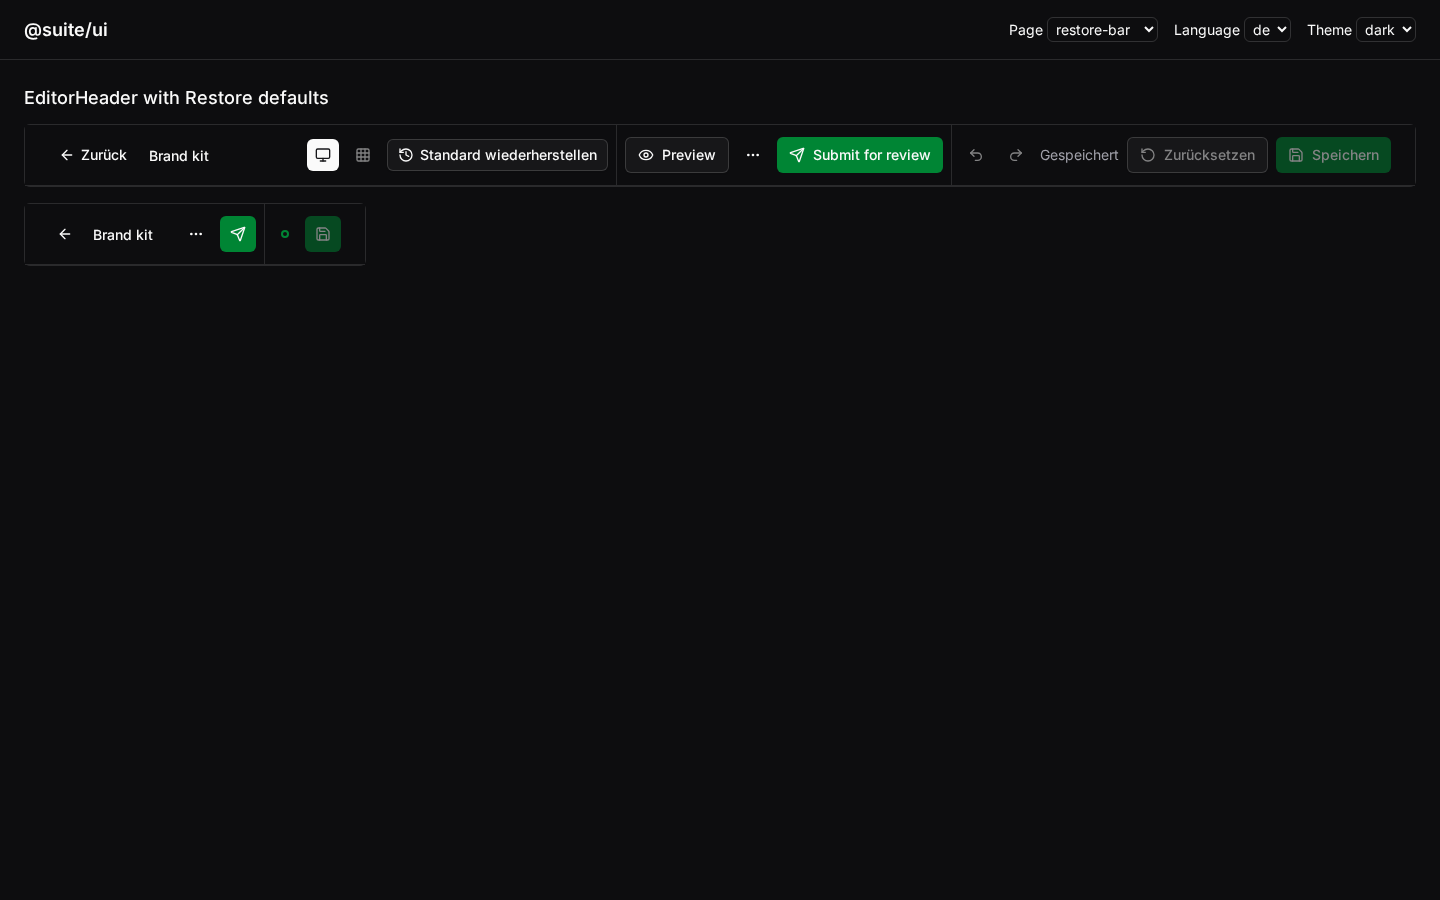 @suite/ui Page restore-bar Language de Theme dark
EditorHeader with Restore defaults
Zurück Brand kit Standard wiederherstellen Preview Submit for review Gespeichert Zurücksetzen Speichern
Brand kit